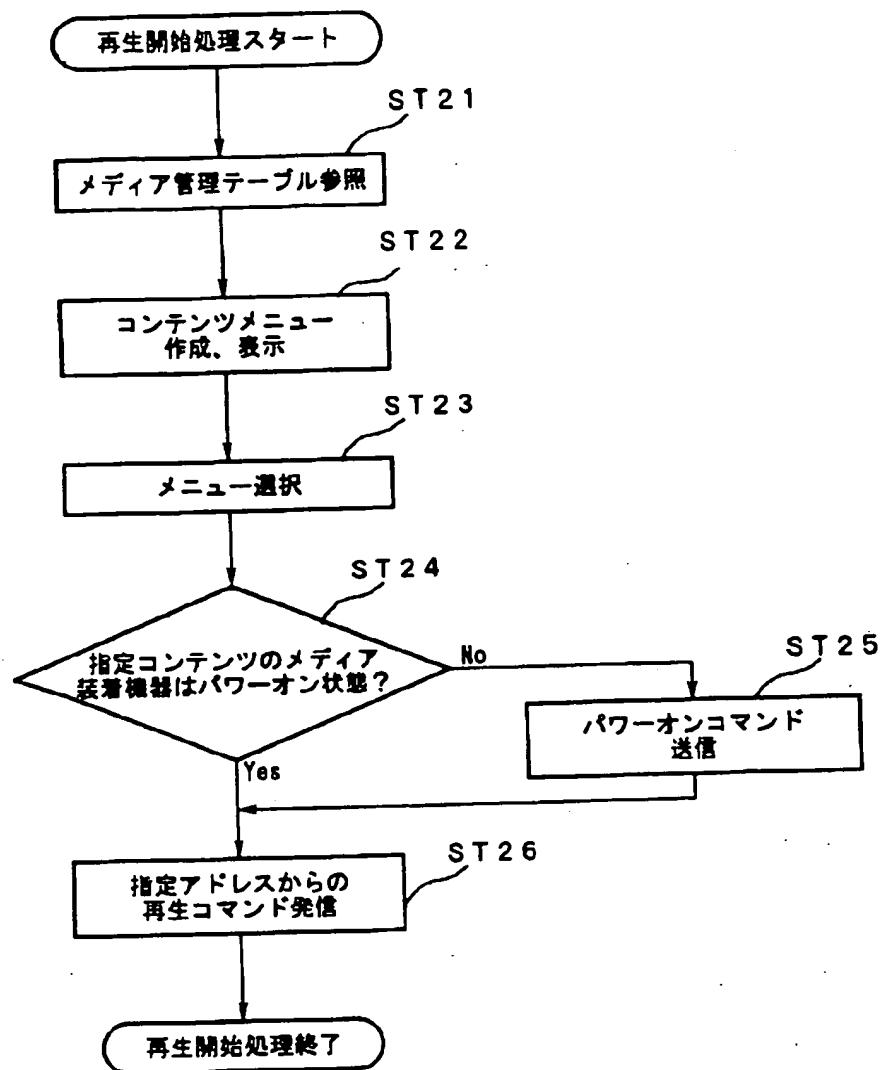 再生開始処理スタート
ST21
メディア管理テーブル参照
ST22
コンテンツメニュー
作成、表示
ST23
メニュー選択
ST24
指定コンテンツのメディア
装着機器はパワーオン状態？
No
ST25
パワーオンコマンド
送信
Yes
ST26
指定アドレスからの
再生コマンド発信
再生開始処理終了